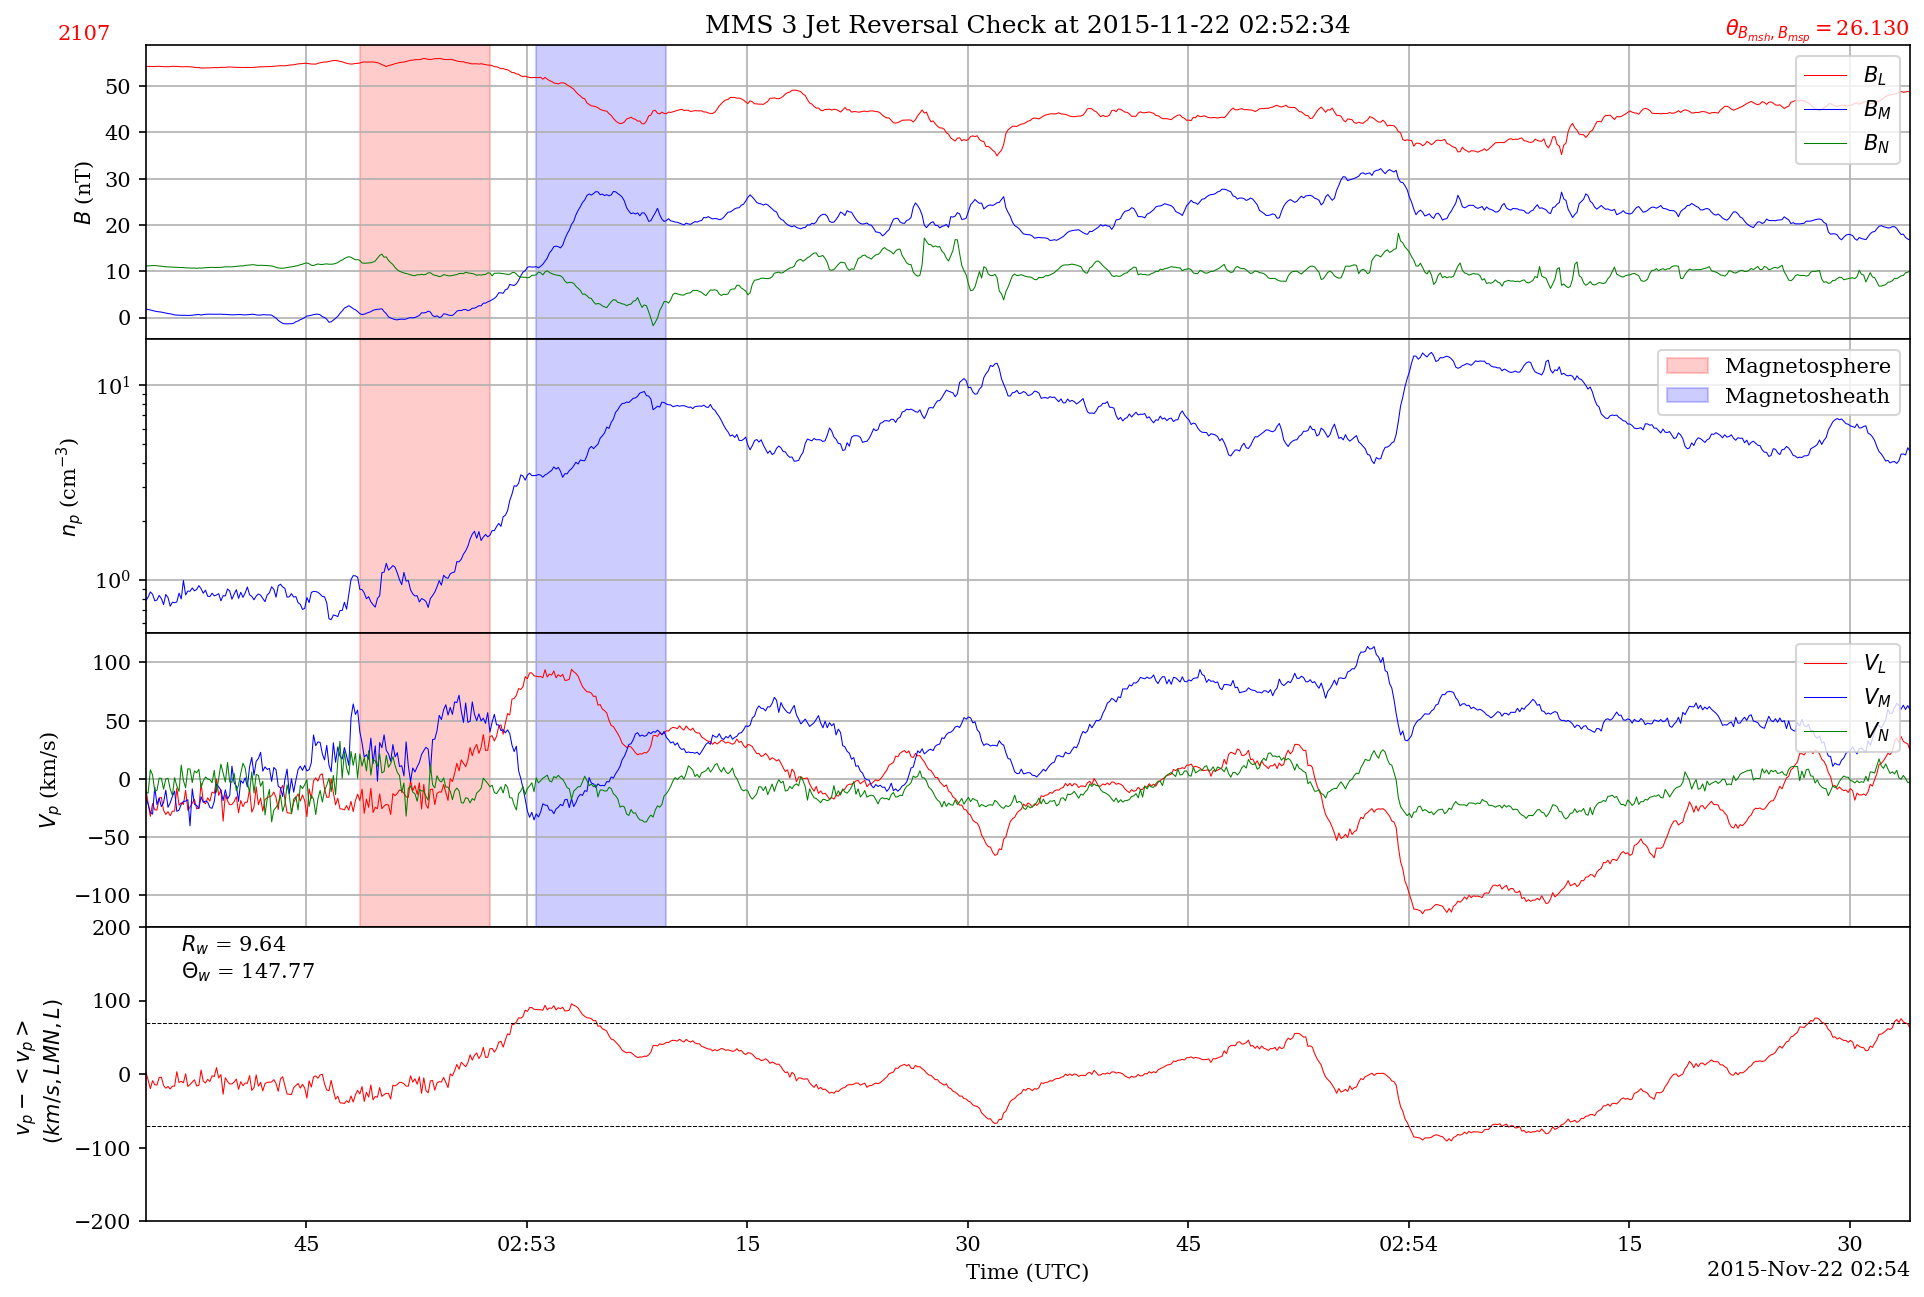 2107
MMS 3 Jet Reversal Check at 2015-11-22 02:52:34
θ_{B_{msh}, B_{msp}} = 26.130
B (nT)
50
40
30
20
10
0
B_L
B_M
B_N
n_p (cm^{-3})
10^1
10^0
Magnetosphere
Magnetosheath
V_p (km/s)
100
50
0
−50
−100
V_L
V_M
V_N
v_p − < v_p >
(km/s, LMN, L)
200
100
0
−100
−200
R_w = 9.64
Θ_w = 147.77
45
02:53
15
30
45
02:54
15
30
Time (UTC)
2015-Nov-22 02:54